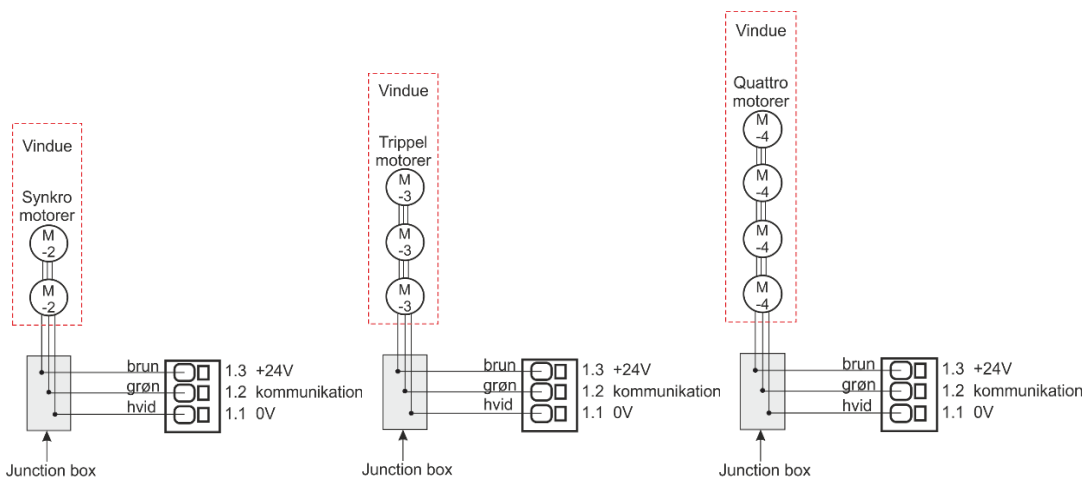 Vindue
Synkro
motorer
M
-2
M
-2
brun
1.3 +24V
grøn
1.2 kommunikation
hvid
1.1 0V
Junction box
Vindue
Trippel
motorer
M
-3
M
-3
M
-3
brun
1.3 +24V
grøn
1.2 kommunikation
hvid
1.1 0V
Junction box
Vindue
Quattro
motorer
M
-4
M
-4
M
-4
M
-4
brun
1.3 +24V
grøn
1.2 kommunikation
hvid
1.1 0V
Junction box